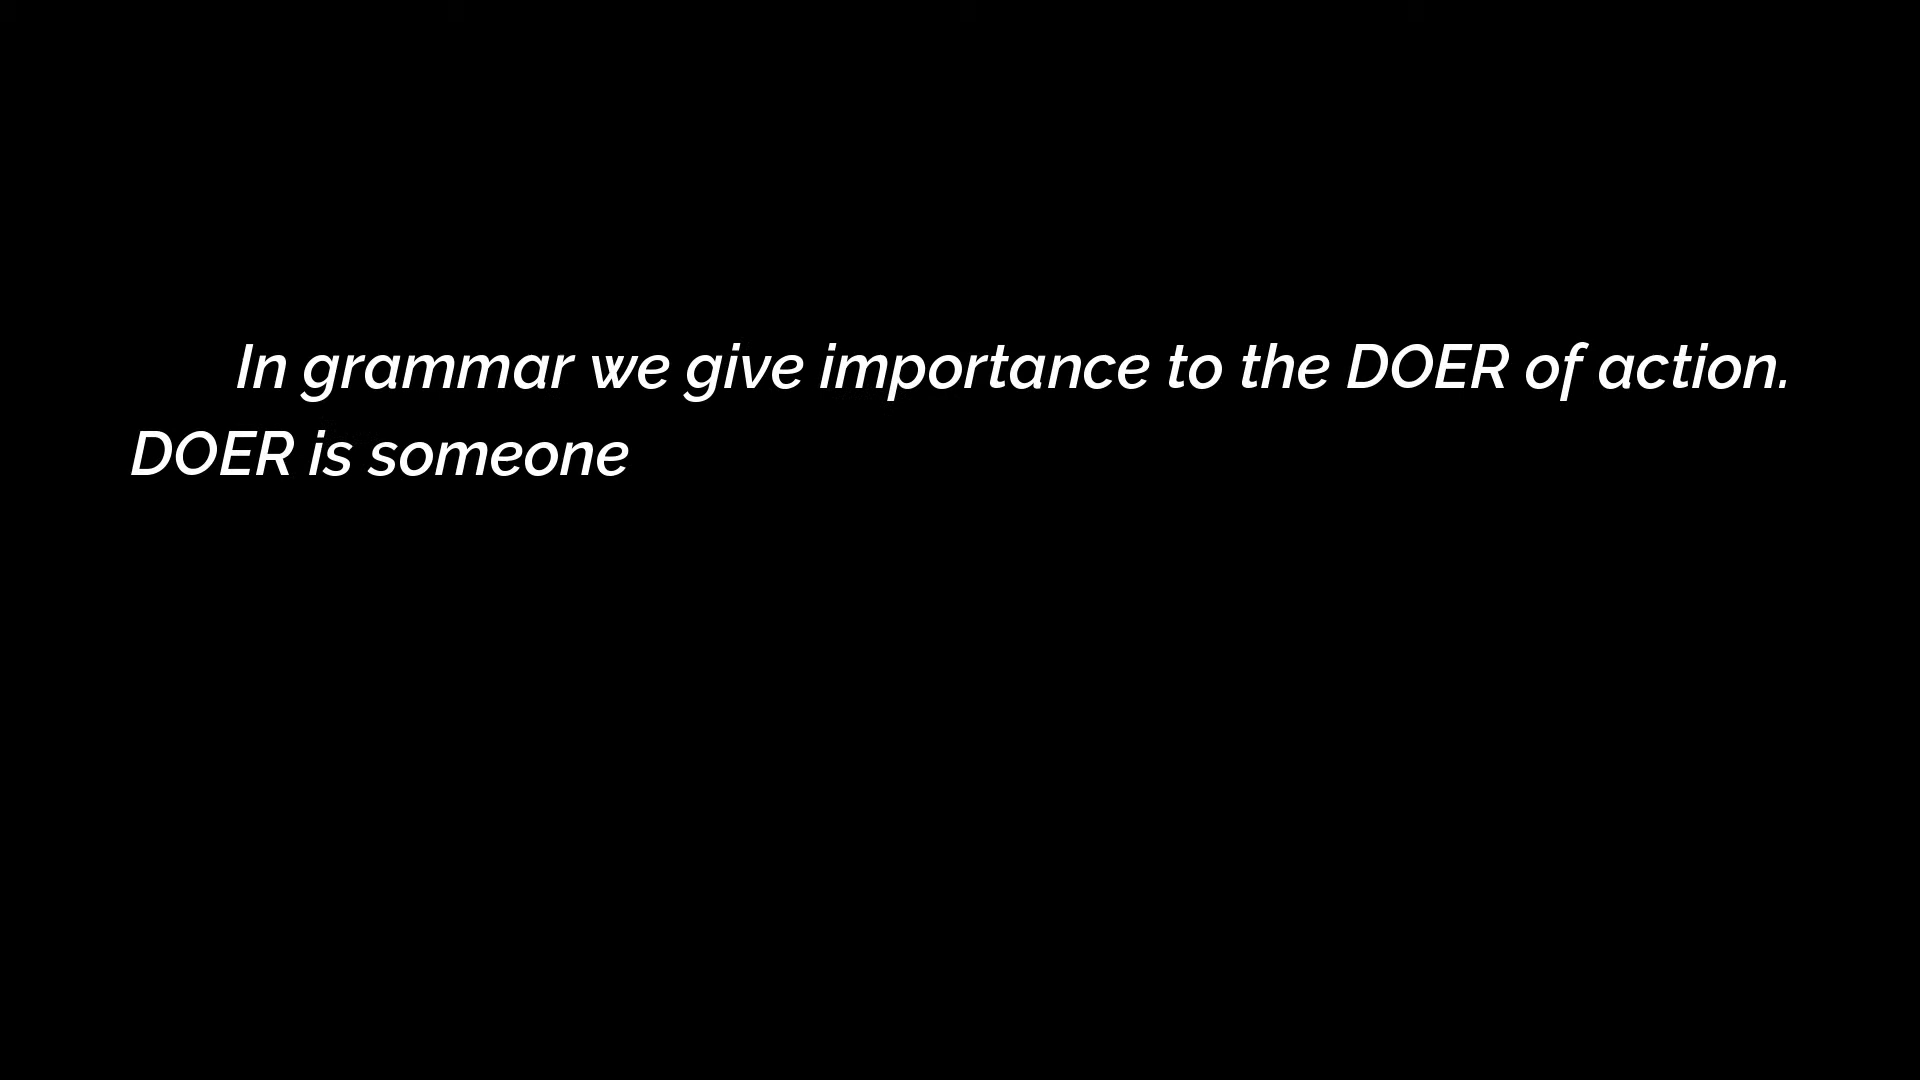 In grammar we give importance to the DOER of action.
DOER is someone